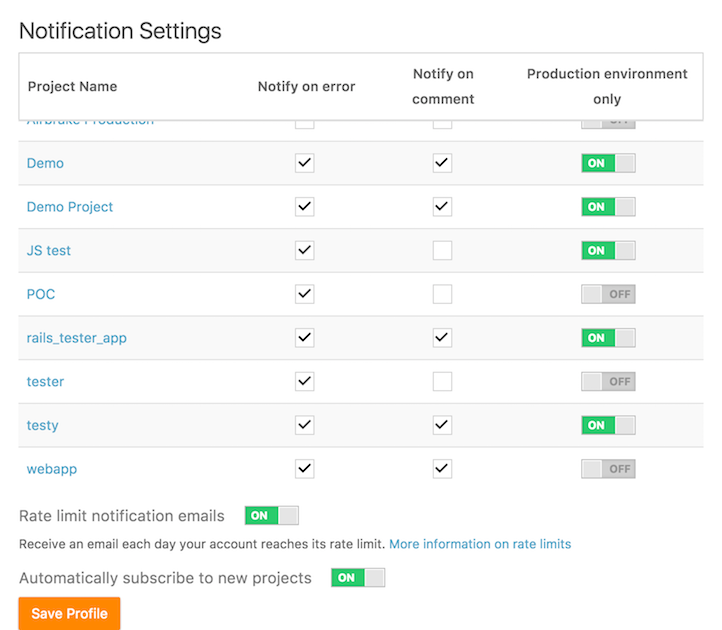 Notification Settings
Project Name Notify on error Notify on comment Production environment only
Airbrake Production OFF
Demo ON
Demo Project ON
JS test ON
POC OFF
rails_tester_app ON
tester OFF
testy ON
webapp OFF
Rate limit notification emails ON
Receive an email each day your account reaches its rate limit. More information on rate limits
Automatically subscribe to new projects ON
Save Profile